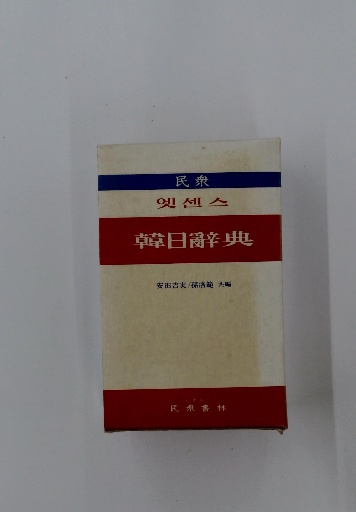 民衆
엣센스
韓日辭典
安田吉実/孫洛範 共編
民衆書林